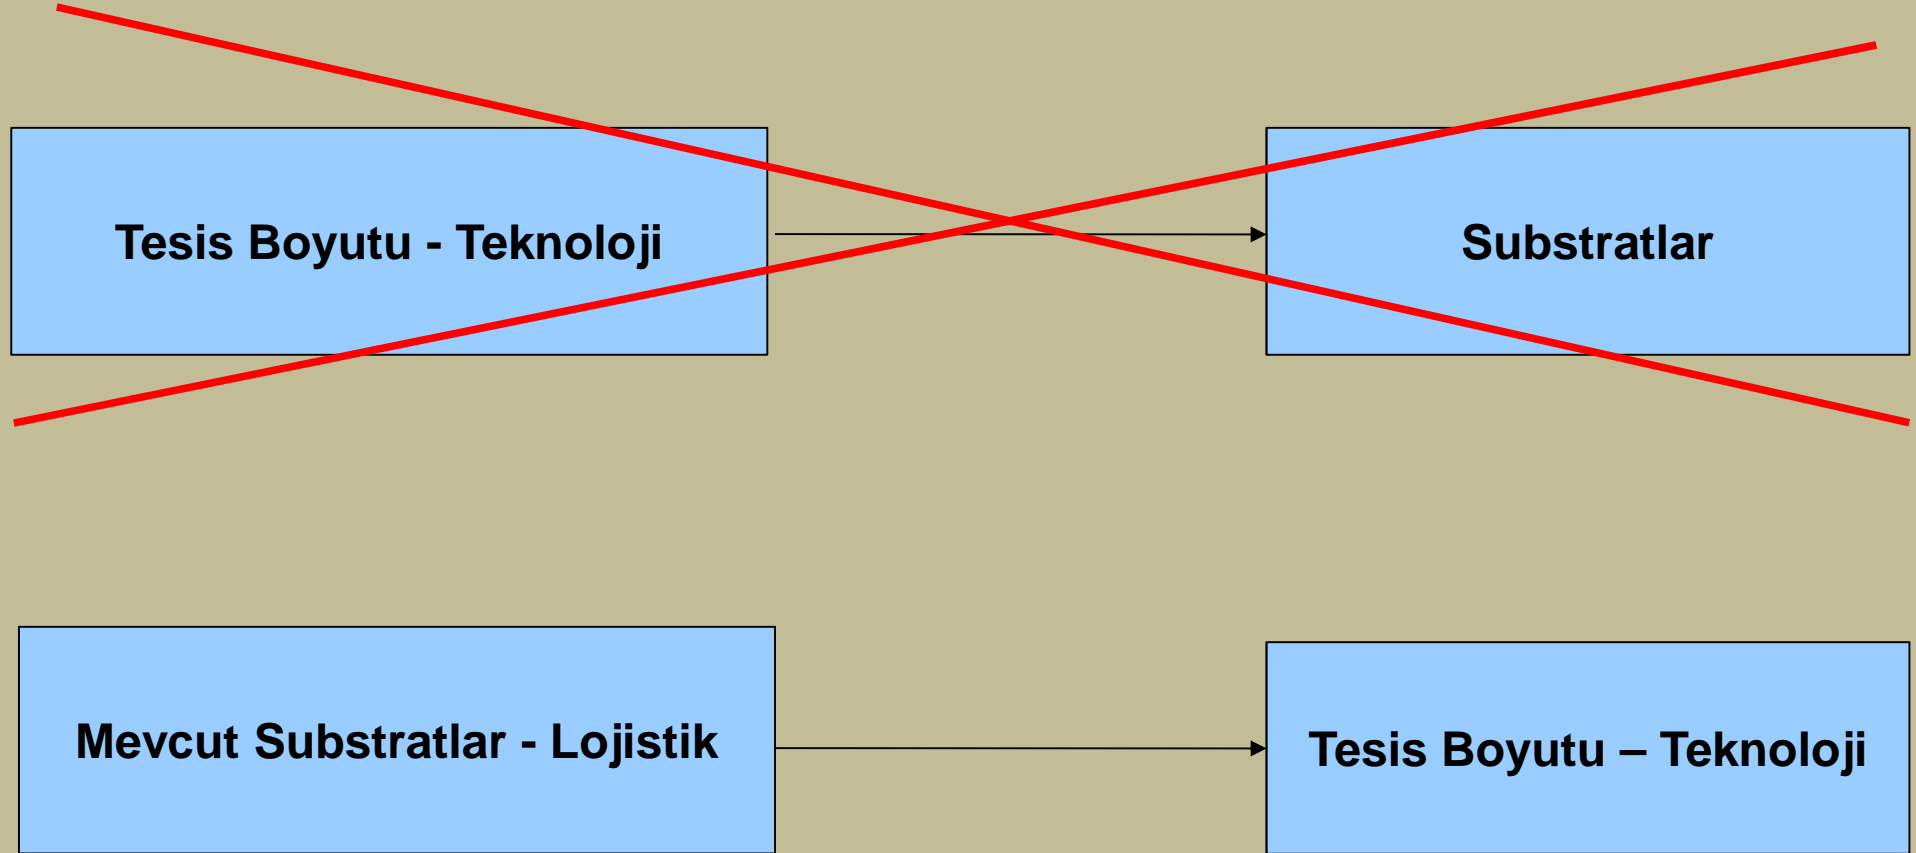 Tesis Boyutu - Teknoloji
Substratlar
Mevcut Substratlar - Lojistik
Tesis Boyutu – Teknoloji